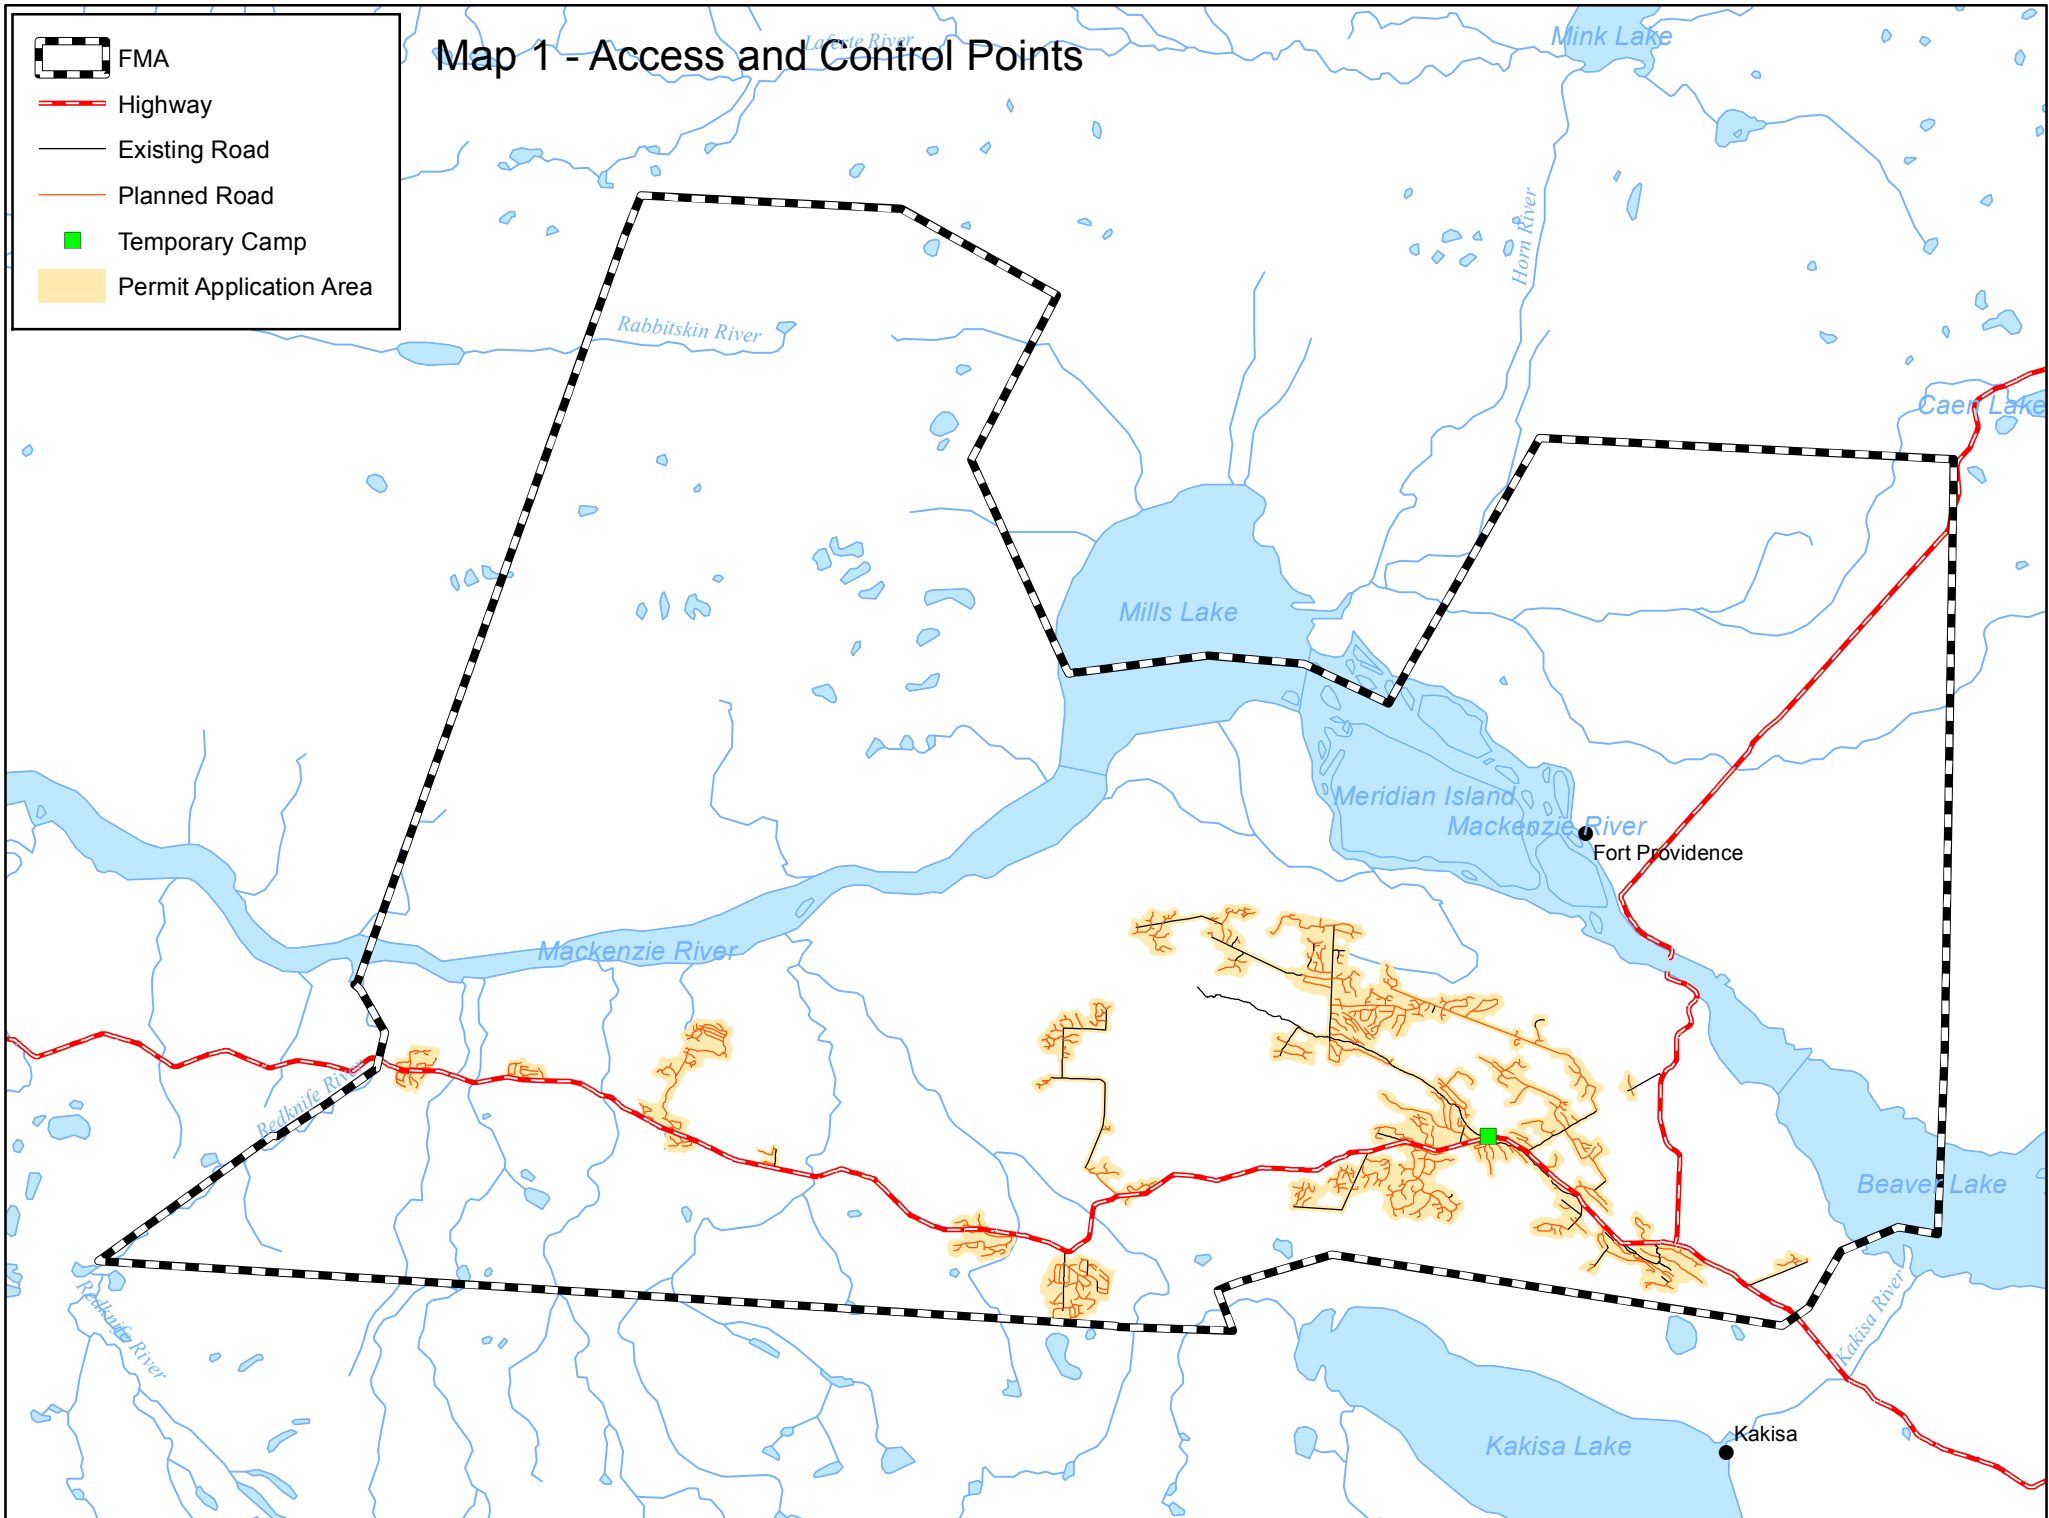 Map 1 - Access and Control Points
FMA
Highway
Existing Road
Planned Road
Temporary Camp
Permit Application Area
Laferte River
Mink Lake
Horn River
Rabbitskin River
Caen Lake
Mills Lake
Meridian Island
Mackenzie River
Fort Providence
Mackenzie River
Redknife River
Beaver Lake
Redknife River
Kakisa River
Kakisa Lake
Kakisa